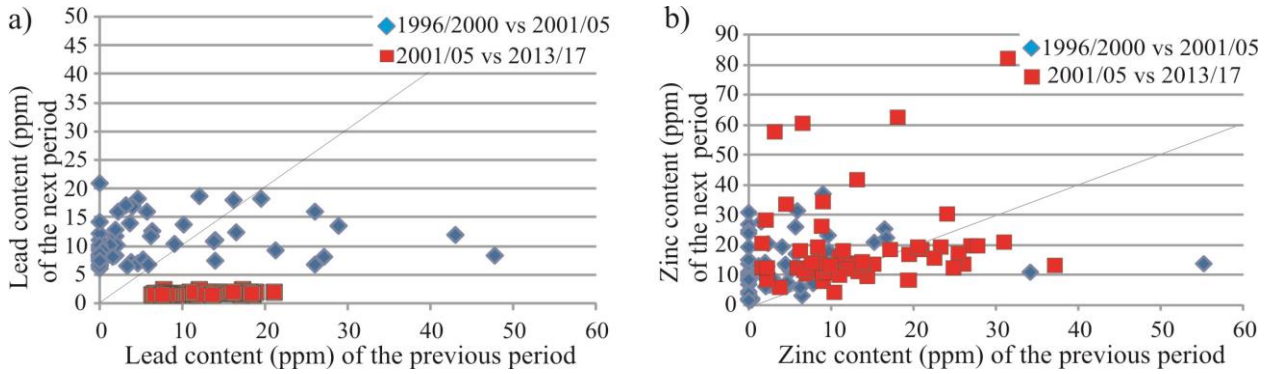 a)
Lead content (ppm)
of the next period
50
45
40
35
30
25
20
15
10
5
0
1996/2000 vs 2001/05
2001/05 vs 2013/17
0 10 20 30 40 50 60
Lead content (ppm) of the previous period
b)
Zinc content (ppm)
of the next period
90
80
70
60
50
40
30
20
10
0
1996/2000 vs 2001/05
2001/05 vs 2013/17
0 10 20 30 40 50 60
Zinc content (ppm) of the previous period